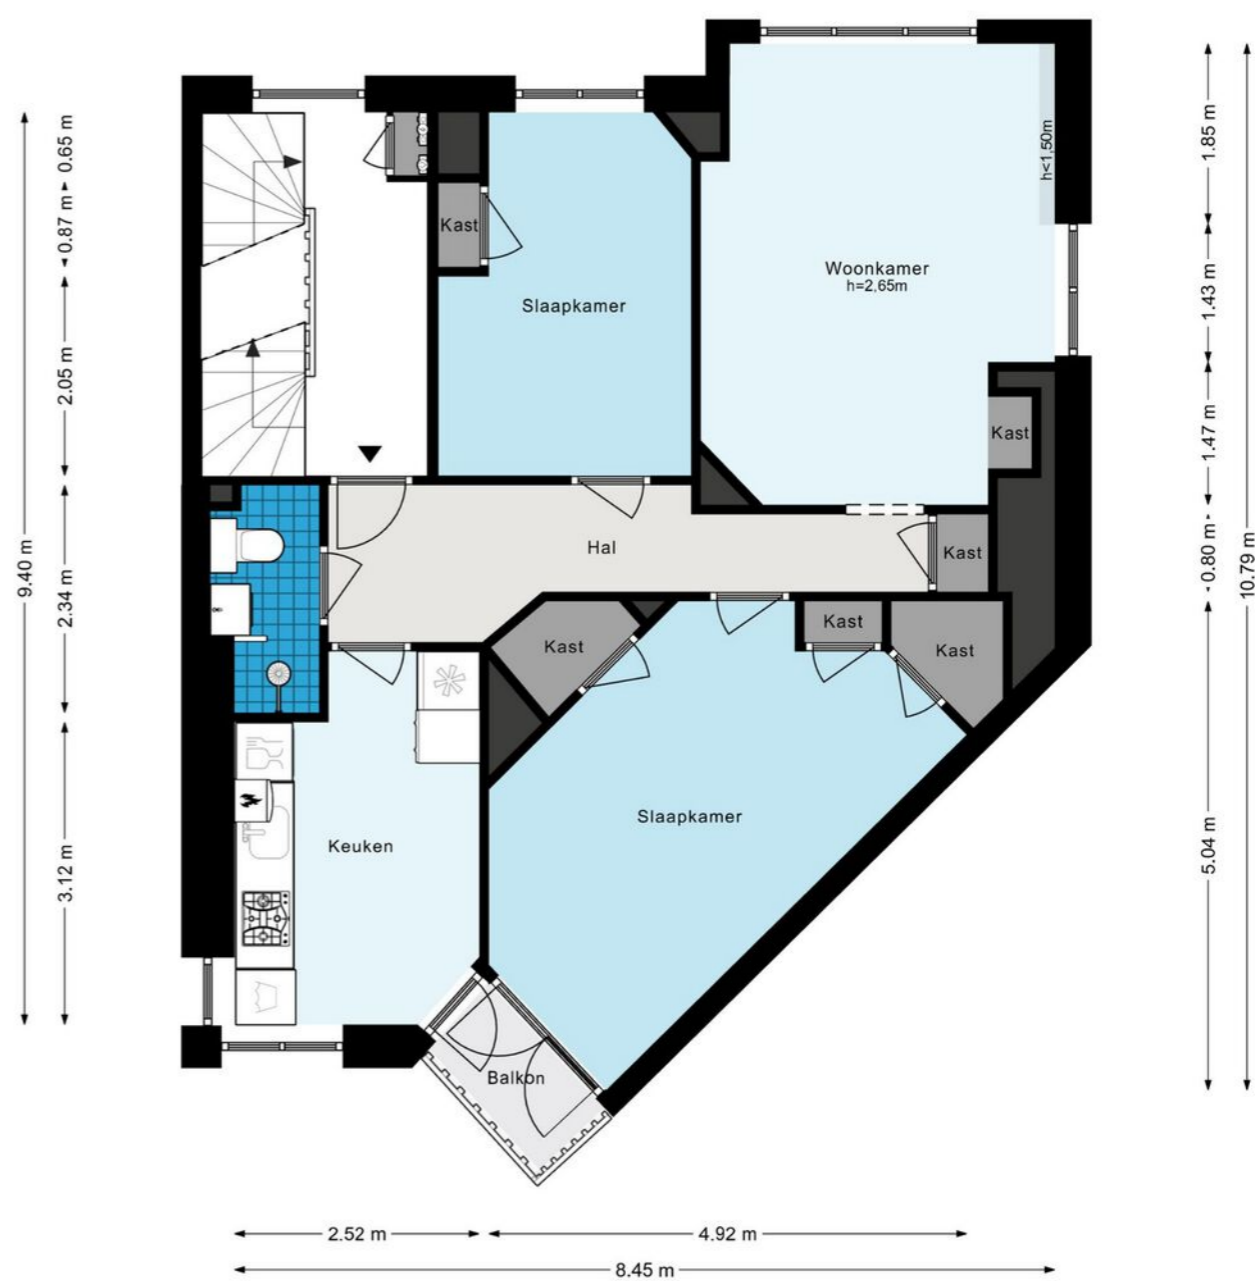 h<1,50m
Kast
Woonkamer
h=2,65m
Slaapkamer
Kast
Hal
Kast
Kast
Kast
Kast
Slaapkamer
Keuken
Balkon
0.65 m
0.87 m
2.05 m
2.34 m
3.12 m
9.40 m
1.85 m
1.43 m
1.47 m
0.80 m
5.04 m
10.79 m
2.52 m
4.92 m
8.45 m